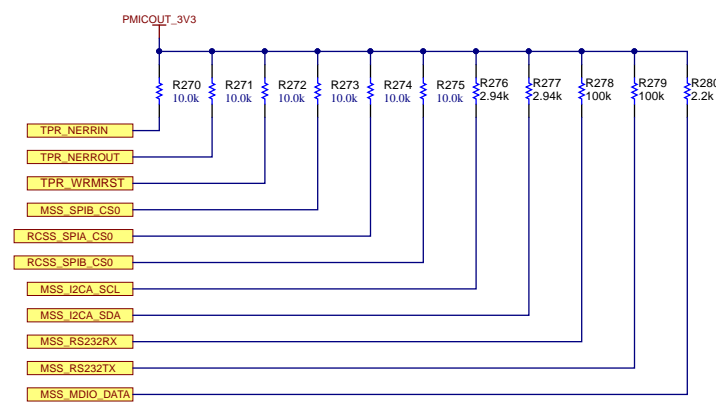 PMICOUT_3V3
R270
10.0k
R271
10.0k
R272
10.0k
R273
10.0k
R274
10.0k
R275
10.0k
R276
2.94k
R277
2.94k
R278
100k
R279
100k
R280
2.2k
TPR_NERRIN
TPR_NERROUT
TPR_WRMRST
MSS_SPIB_CS0
RCSS_SPIA_CS0
RCSS_SPIB_CS0
MSS_I2CA_SCL
MSS_I2CA_SDA
MSS_RS232RX
MSS_RS232TX
MSS_MDIO_DATA